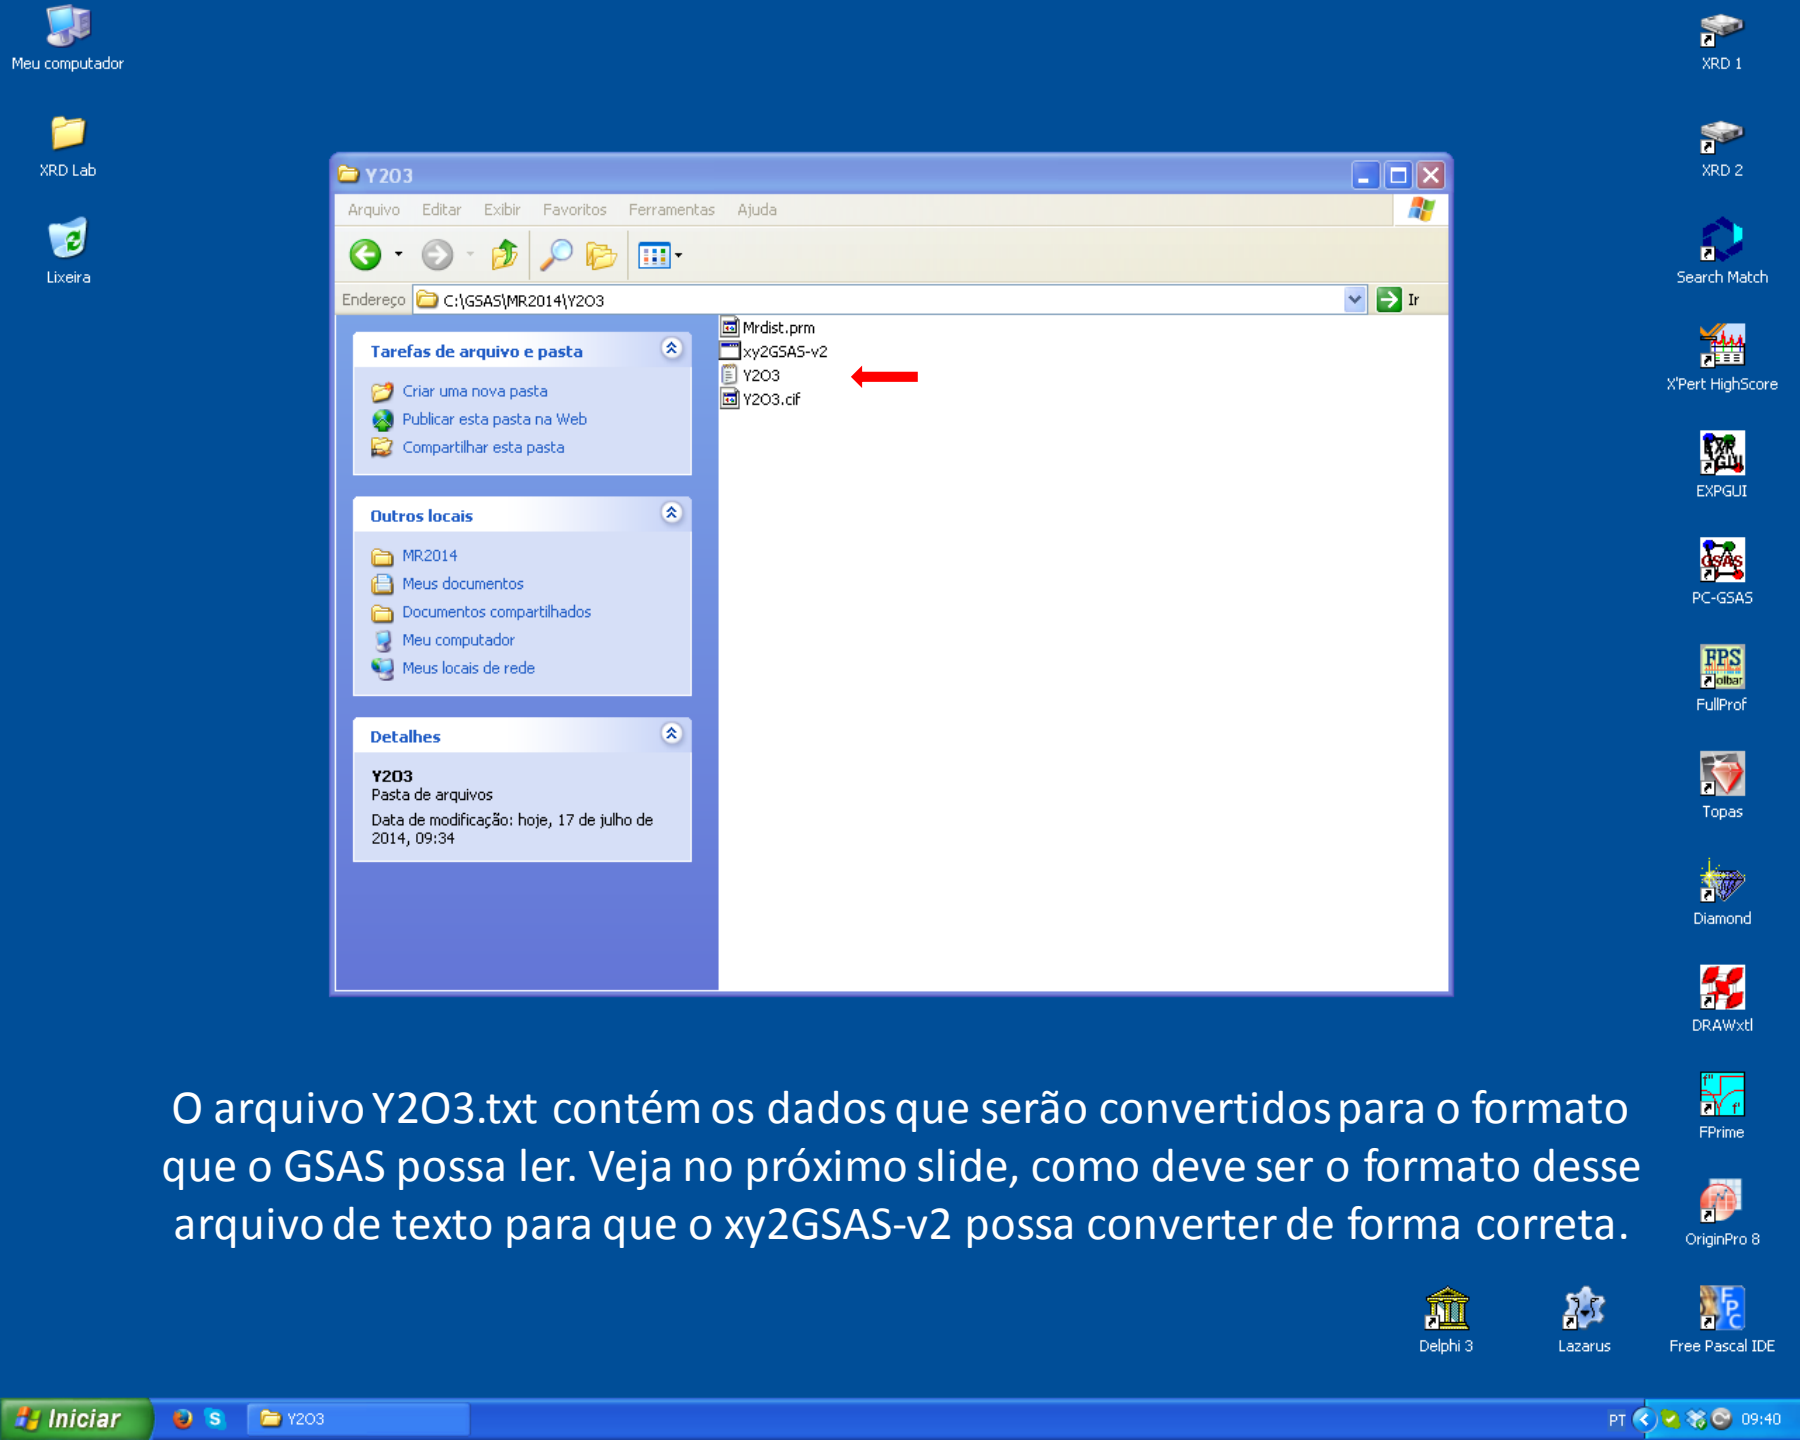 Meu computador
XRD Lab
Lixeira
Y2O3
Arquivo Editar Exibir Favoritos Ferramentas Ajuda
Endereço C:\GSAS\MR2014\Y2O3 Ir
Tarefas de arquivo e pasta
Criar uma nova pasta
Publicar esta pasta na Web
Compartilhar esta pasta
Outros locais
MR2014
Meus documentos
Documentos compartilhados
Meu computador
Meus locais de rede
Detalhes
Y2O3
Pasta de arquivos
Data de modificação: hoje, 17 de julho de
2014, 09:34
Mrdist.prm
xy2GSAS-v2
Y2O3
Y2O3.cif
XRD 1
XRD 2
Search Match
X'Pert HighScore
EXPGUI
PC-GSAS
FullProf
Topas
Diamond
DRAWxtl
FPrime
OriginPro 8
Delphi 3
Lazarus
Free Pascal IDE
O arquivo Y2O3.txt contém os dados que serão convertidos para o formato
que o GSAS possa ler. Veja no próximo slide, como deve ser o formato desse
arquivo de texto para que o xy2GSAS-v2 possa converter de forma correta.
Iniciar
Y2O3
PT 09:40